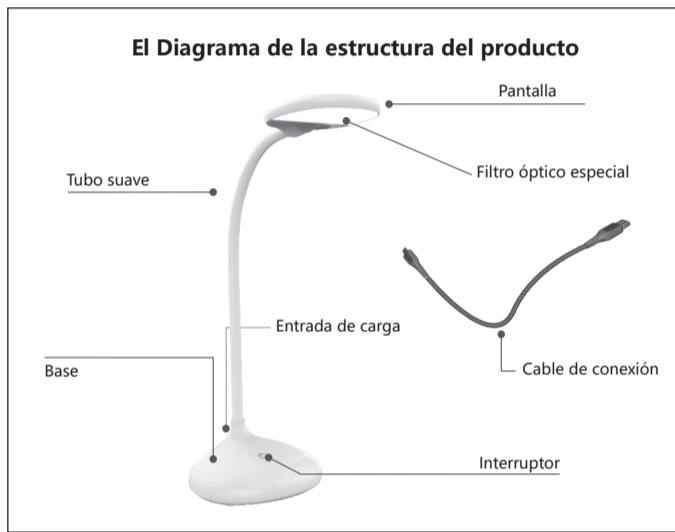 El Diagrama de la estructura del producto
Pantalla
Filtro óptico especial
Tubo suave
Entrada de carga
Base
Cable de conexión
Interruptor